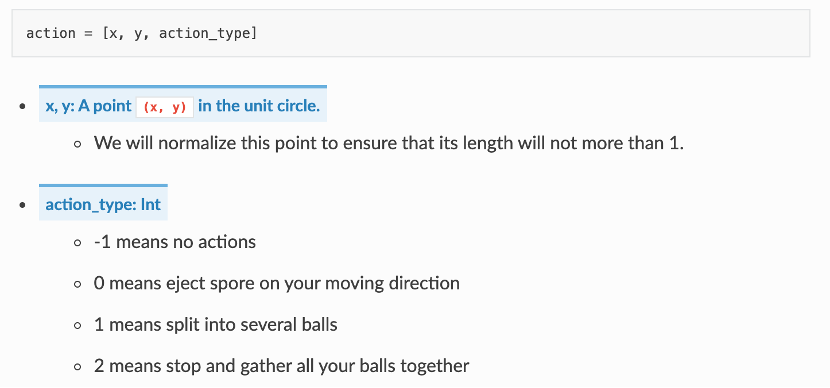 action = [x, y, action_type]
x, y: A point (x, y) in the unit circle.
We will normalize this point to ensure that its length will not more than 1.
action_type: Int
-1 means no actions
0 means eject spore on your moving direction
1 means split into several balls
2 means stop and gather all your balls together